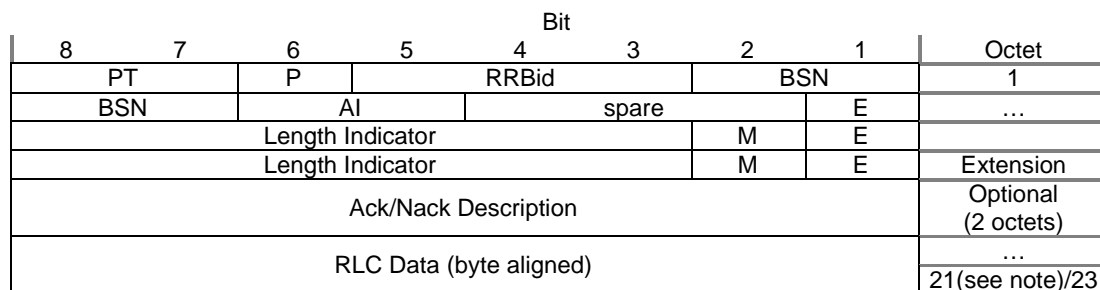 Bit
8 7 6 5 4 3 2 1 Octet
PT P RRBid BSN 1
BSN AI spare E …
Length Indicator M E
Length Indicator M E Extension
Ack/Nack Description Optional
(2 octets)
RLC Data (byte aligned) …
21(see note)/23